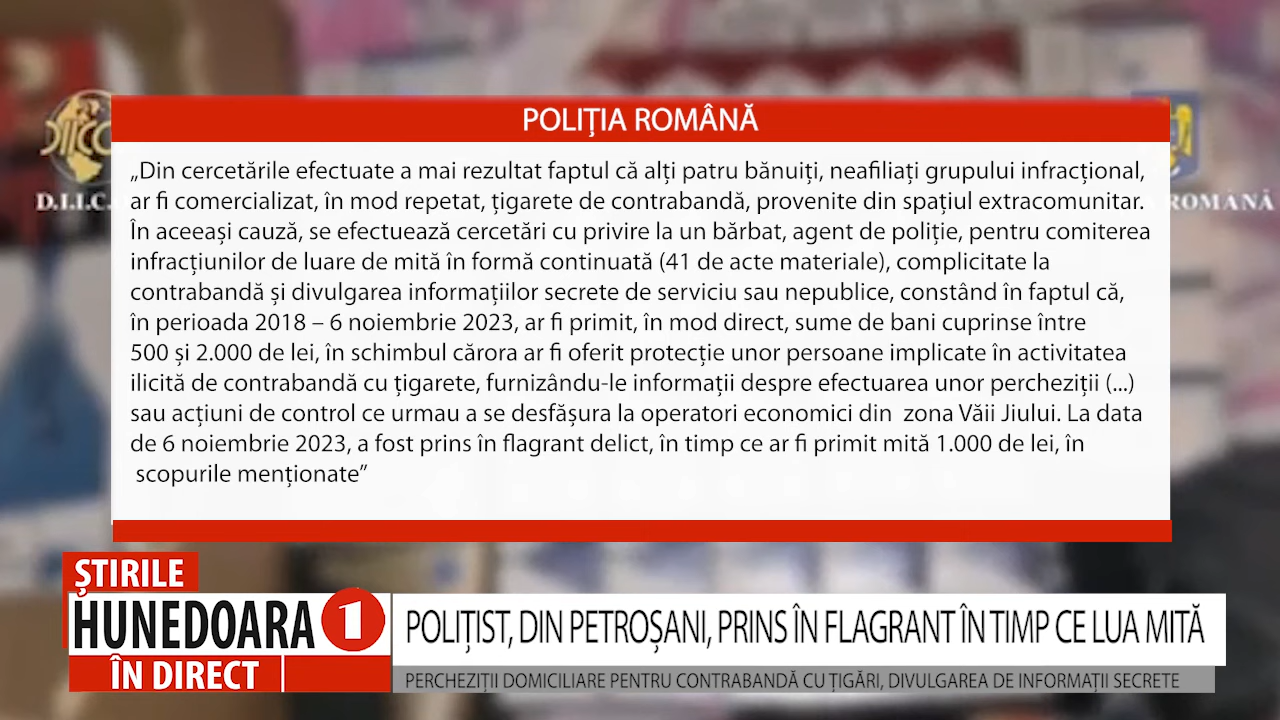 POLIȚIA ROMÂNĂ
„Din cercetările efectuate a mai rezultat faptul că alți patru bănuiți, neafiliați grupului infracțional,
ar fi comercializat, în mod repetat, țigarete de contrabandă, provenite din spațiul extracomunitar.
În aceeași cauză, se efectuează cercetări cu privire la un bărbat, agent de poliție, pentru comiterea
infracțiunilor de luare de mită în formă continuată (41 de acte materiale), complicitate la
contrabandă și divulgarea informațiilor secrete de serviciu sau nepublice, constând în faptul că,
în perioada 2018 – 6 noiembrie 2023, ar fi primit, în mod direct, sume de bani cuprinse între
500 și 2.000 de lei, în schimbul cărora ar fi oferit protecție unor persoane implicate în activitatea
ilicită de contrabandă cu țigarete, furnizându-le informații despre efectuarea unor percheziții (...)
sau acțiuni de control ce urmau a se desfășura la operatori economici din  zona Văii Jiului. La data
de 6 noiembrie 2023, a fost prins în flagrant delict, în timp ce ar fi primit mită 1.000 de lei, în
scopurile menționate”
D.I.I.C.
ROMÂNĂ
ȘTIRILE
HUNEDOARA 1
ÎN DIRECT
POLIȚIST, DIN PETROȘANI, PRINS ÎN FLAGRANT ÎN TIMP CE LUA MITĂ
PERCHEZIȚII DOMICILIARE PENTRU CONTRABANDĂ CU ȚIGĂRI, DIVULGAREA DE INFORMAȚII SECRETE